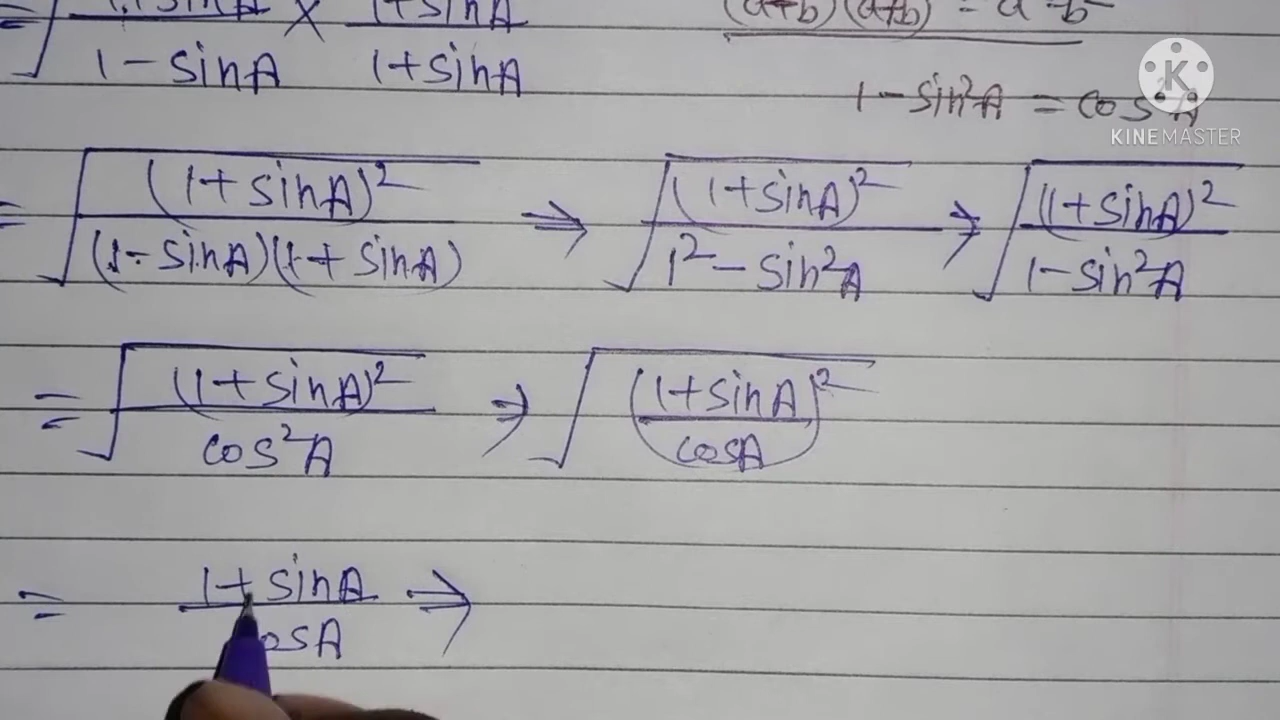 = √ 1+sinA / 1-sinA × 1+sinA / 1+sinA
1-sin²A = cos²A
KINEMASTER
= √ (1+sinA)² / (1-sinA)(1+sinA) ⇒ √ (1+sinA)² / 1²-sin²A ⇒ √ (1+sinA)² / 1-sin²A
= √ (1+sinA)² / cos²A ⇒ √ (1+sinA / cosA)²
= 1+sinA / cosA ⇒